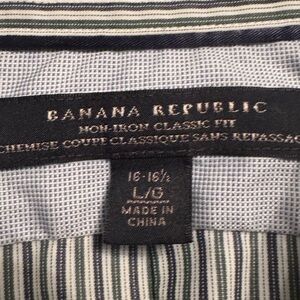 BANANA REPUBLIC
NON-IRON CLASSIC FIT
CHEMISE COUPE CLASSIQUE SANS REPASSAG
16-16½
L/G
MADE IN
CHINA